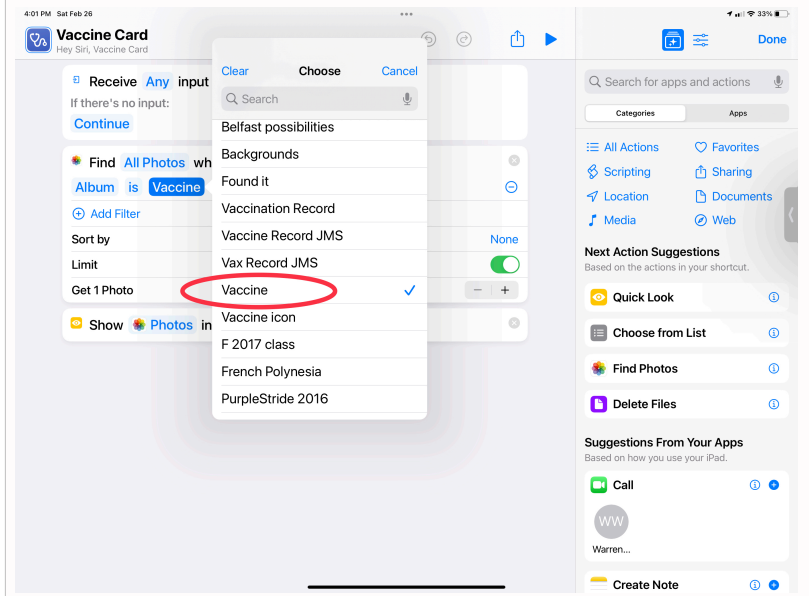 4:01 PM Sat Feb 26
33%
Vaccine Card
Hey Siri, Vaccine Card
Done
Receive Any input
If there's no input:
Continue
Find All Photos wh
Album is Vaccine
Add Filter
Sort by
None
Limit
Get 1 Photo
Show Photos in
Clear Choose Cancel
Search
Belfast possibilities
Backgrounds
Found it
Vaccination Record
Vaccine Record JMS
Vax Record JMS
Vaccine
Vaccine icon
F 2017 class
French Polynesia
PurpleStride 2016
Search for apps and actions
Categories Apps
All Actions Favorites
Scripting Sharing
Location Documents
Media Web
Next Action Suggestions
Based on the actions in your shortcut.
Quick Look
Choose from List
Find Photos
Delete Files
Suggestions From Your Apps
Based on how you use your iPad.
Call
WW
Warren...
Create Note